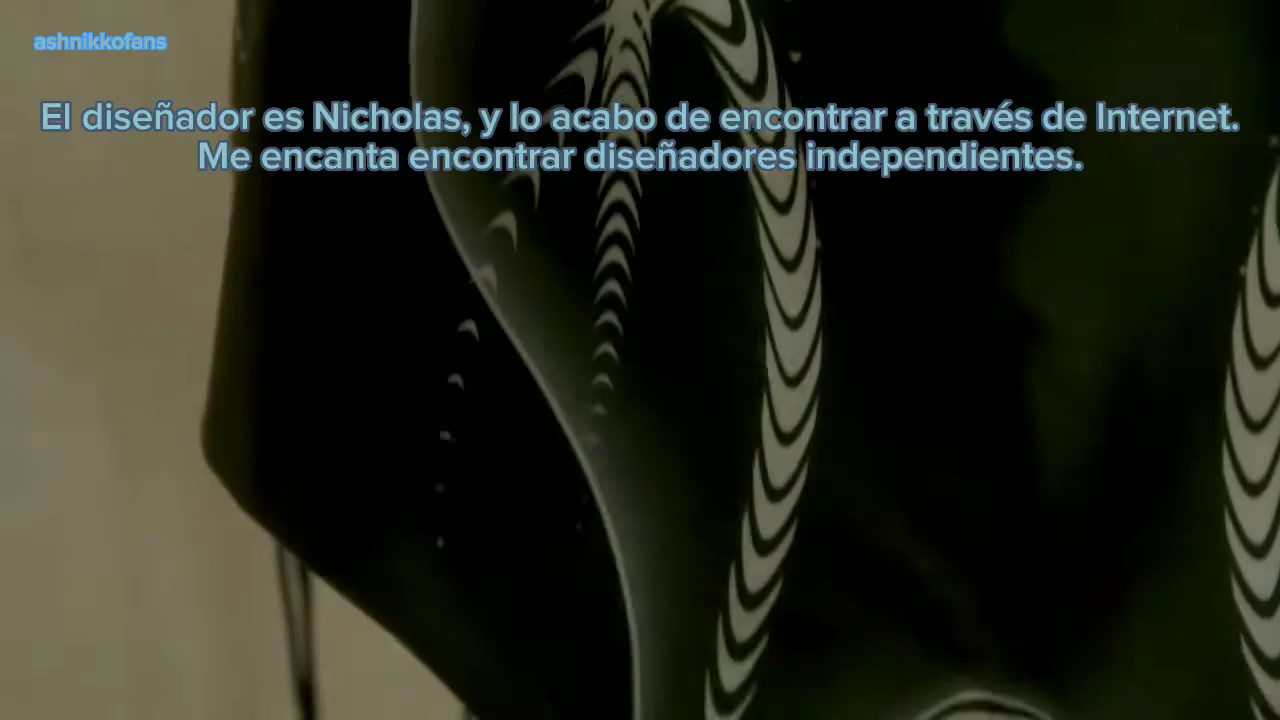 ashnikkofans
El diseñador es Nicholas, y lo acabo de encontrar a través de Internet.
Me encanta encontrar diseñadores independientes.